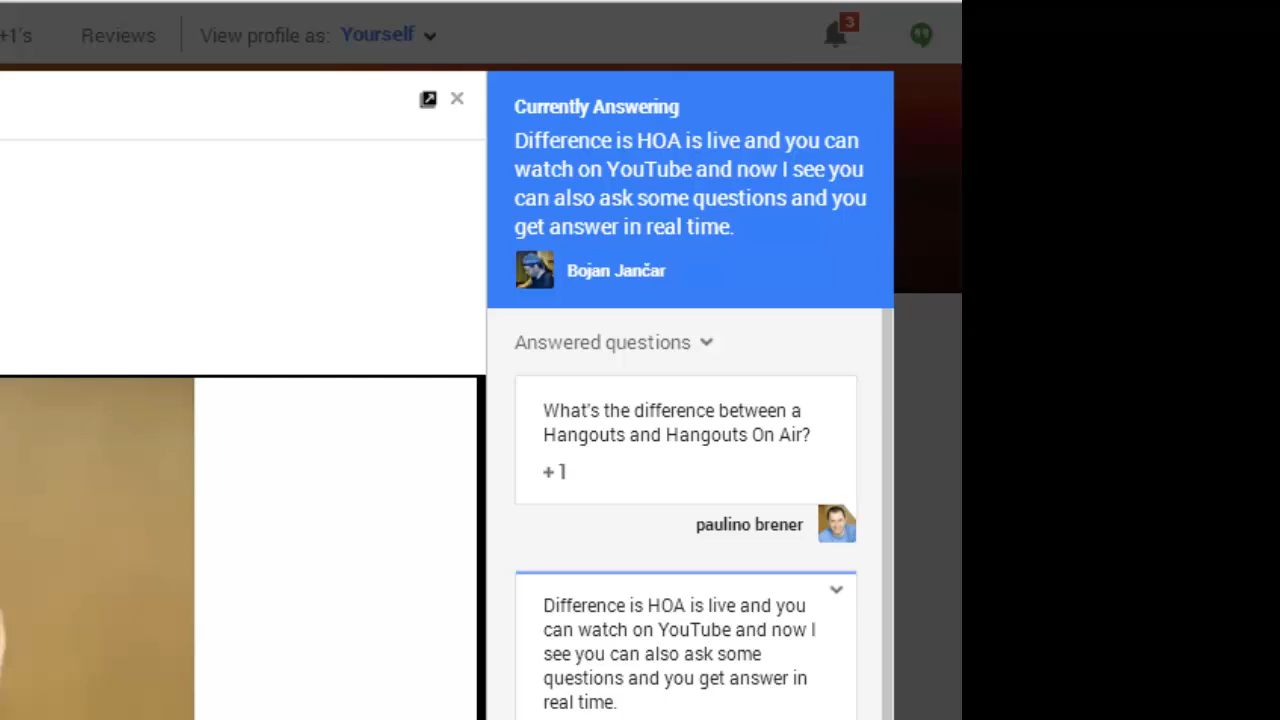 +1's
Reviews
View profile as: Yourself
3
Currently Answering
Difference is HOA is live and you can
watch on YouTube and now I see you
can also ask some questions and you
get answer in real time.
Bojan Jančar
Answered questions
What's the difference between a
Hangouts and Hangouts On Air?
+1
paulino brener
Difference is HOA is live and you
can watch on YouTube and now I
see you can also ask some
questions and you get answer in
real time.